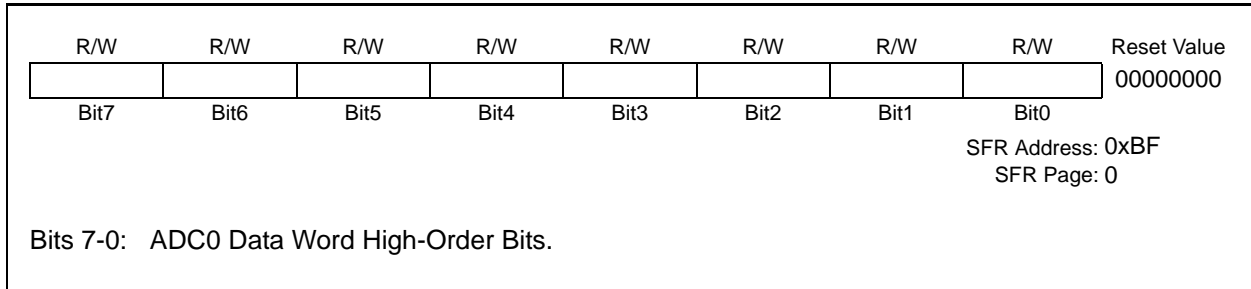 R/W R/W R/W R/W R/W R/W R/W R/W Reset Value
00000000
Bit7 Bit6 Bit5 Bit4 Bit3 Bit2 Bit1 Bit0
SFR Address: 0xBF
SFR Page: 0
Bits 7-0: ADC0 Data Word High-Order Bits.